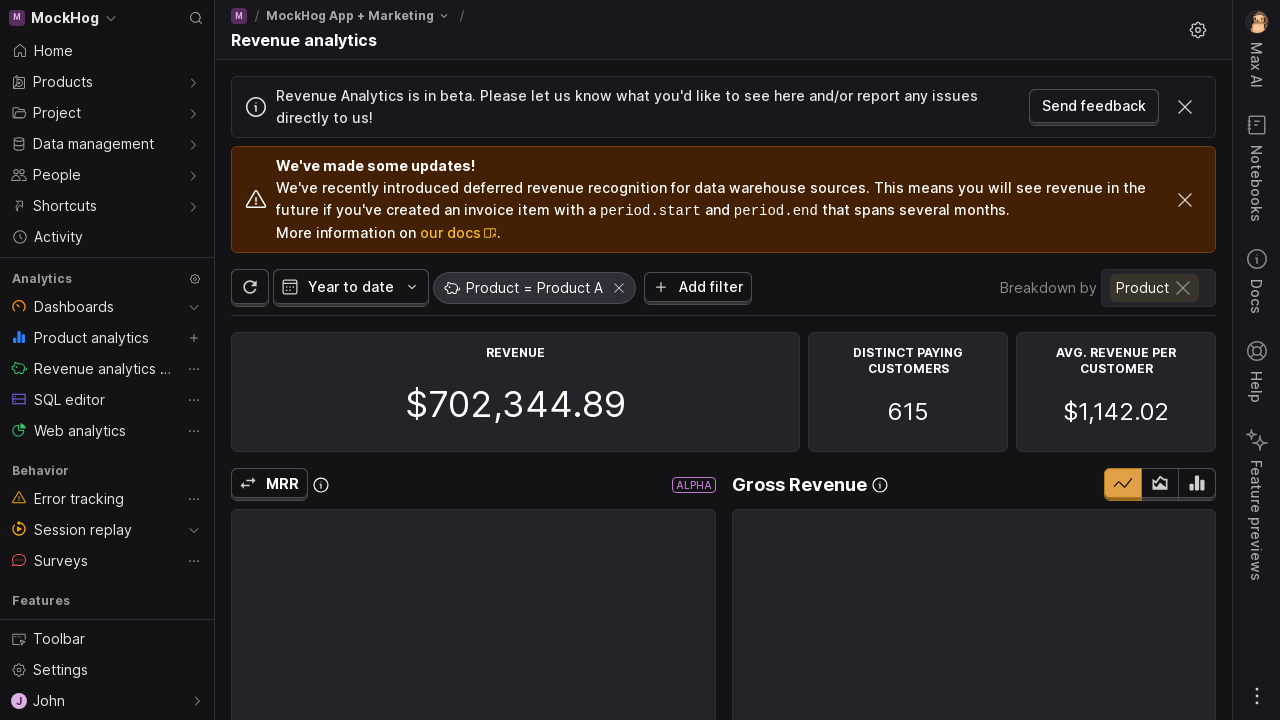 M MockHog
Home
Products
Project
Data management
People
Shortcuts
Activity
Analytics
Dashboards
Product analytics
Revenue analytics ...
SQL editor
Web analytics
Behavior
Error tracking
Session replay
Surveys
Features
Toolbar
Settings
J John
M / MockHog App + Marketing /
Revenue analytics
Revenue Analytics is in beta. Please let us know what you'd like to see here and/or report any issues
directly to us!
Send feedback
We've made some updates!
We've recently introduced deferred revenue recognition for data warehouse sources. This means you will see revenue in the
future if you've created an invoice item with a period.start and period.end that spans several months.
More information on our docs.
Year to date
Product = Product A
Add filter
Breakdown by Product
REVENUE
$702,344.89
DISTINCT PAYING
CUSTOMERS
615
AVG. REVENUE PER
CUSTOMER
$1,142.02
MRR
ALPHA
Gross Revenue
Max AI
Notebooks
Docs
Help
Feature previews